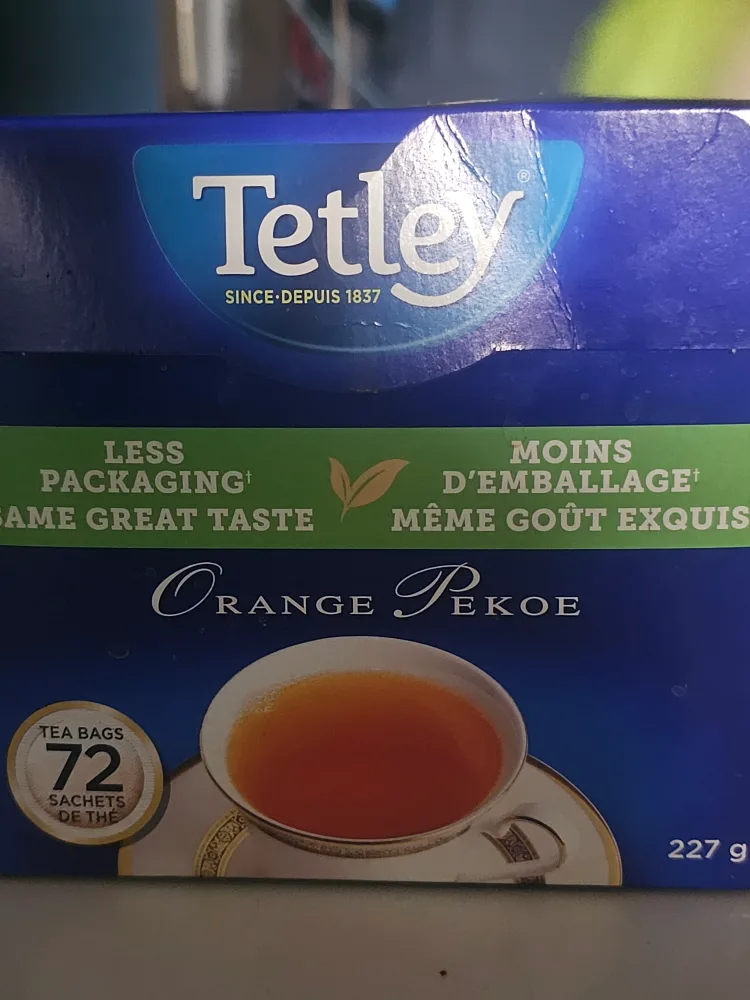 Tetley®
SINCE·DEPUIS 1837
LESS
PACKAGING†
SAME GREAT TASTE
MOINS
D'EMBALLAGE†
MÊME GOÛT EXQUIS
ORANGE PEKOE
TEA BAGS
72
SACHETS
DE THÉ
227 g